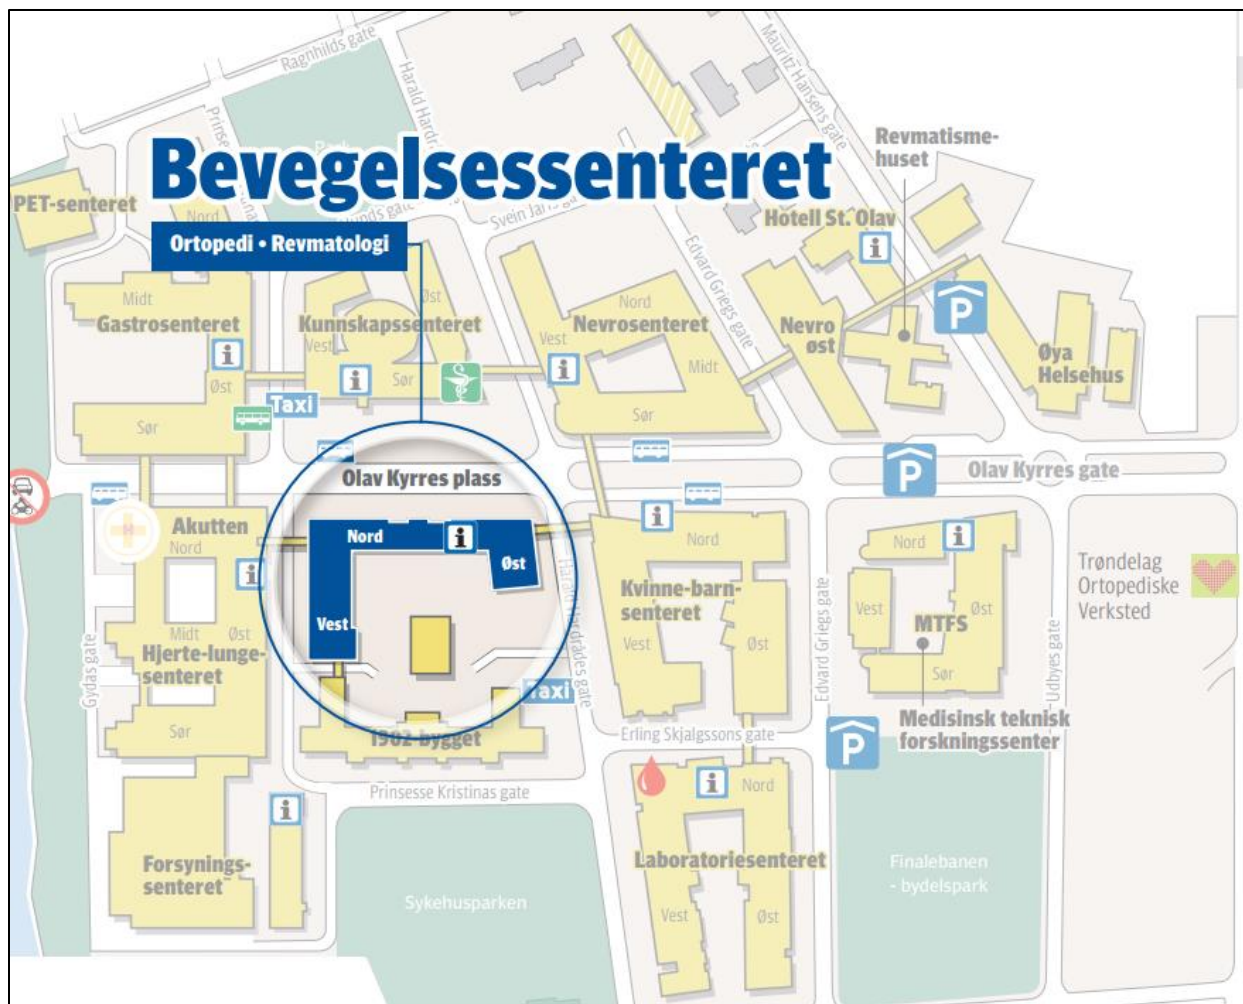 Ragnhilds gate
Mauritz Hansens gate
Bevegelsessenteret
Ortopedi • Revmatologi
Revmatisme-
huset
PET-senteret
Nord
Hotell St. Olav
i
Edvard Griegs gate
Midt
Gastrosenteret
Øst
i
Kunnskapssenteret
Vest
Øst
i
Sør
Nevrosenteret
Nord
Vest
i
Midt
Sør
Nevro
øst
P
Øya
Helsehus
Taxi
Sør
Olav Kyrres plass
P
Olav Kyrres gate
Akutten
H
Nord
i
Midt
Øst
Hjerte-lunge-
senteret
Sør
Gydas gate
Nord
i
Øst
Vest
Harald Hardrådes gate
i
Nord
Kvinne-barn-
senteret
Vest
Øst
Edvard Griegs gate
Nord
i
Vest
Øst
MTFS
Sør
Medisinsk teknisk
forskningssenter
Udbyes gate
Trøndelag
Ortopediske
Verksted
Taxi
1902-bygget
Erling Skjalgssons gate
P
Prinsesse Kristinas gate
i
Forsynings-
senteret
Sykehusparken
i
Nord
Laboratoriesenteret
Vest
Øst
Finalebanen
- bydelspark